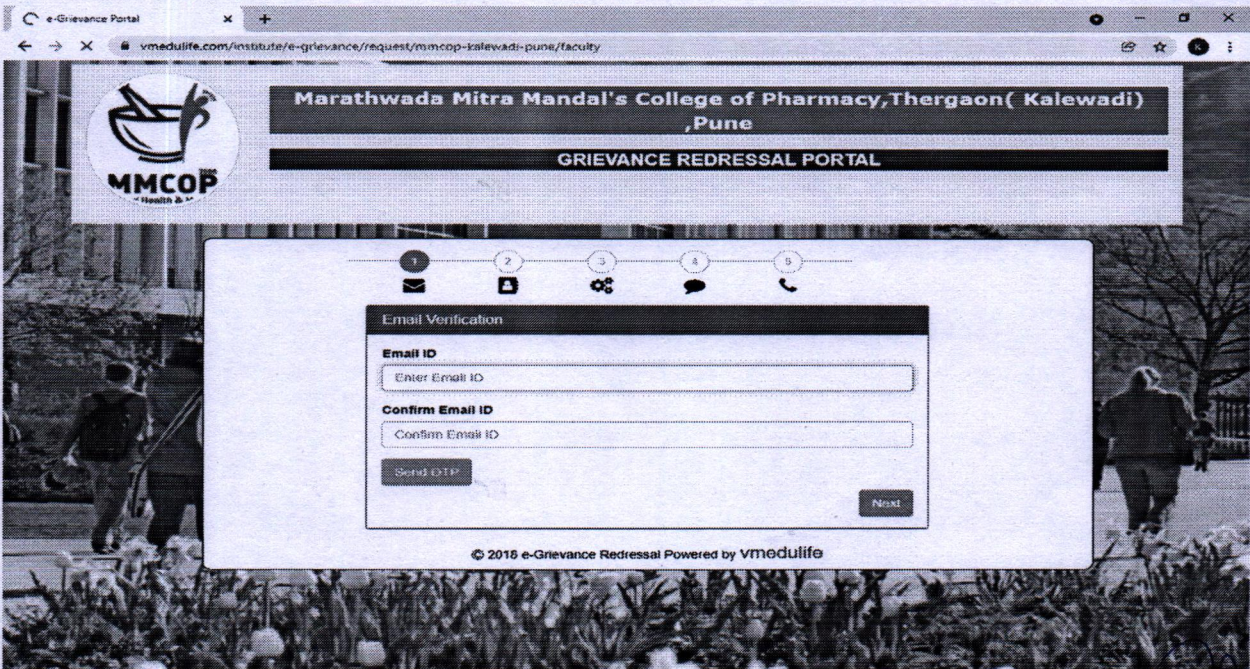 e-Grievance Portal
vmedulife.com/institute/e-grievance/request/mmcop-kalewadi-pune/faculty
K
Marathwada Mitra Mandal's College of Pharmacy,Thergaon( Kalewadi)
,Pune
GRIEVANCE REDRESSAL PORTAL
MMCOP
Health &
1 2 3 4 5
Email Verification
Email ID
Enter Email ID
Confirm Email ID
Confirm Email ID
Send OTP
Next
© 2018 e-Grievance Redressal Powered by vmedulife